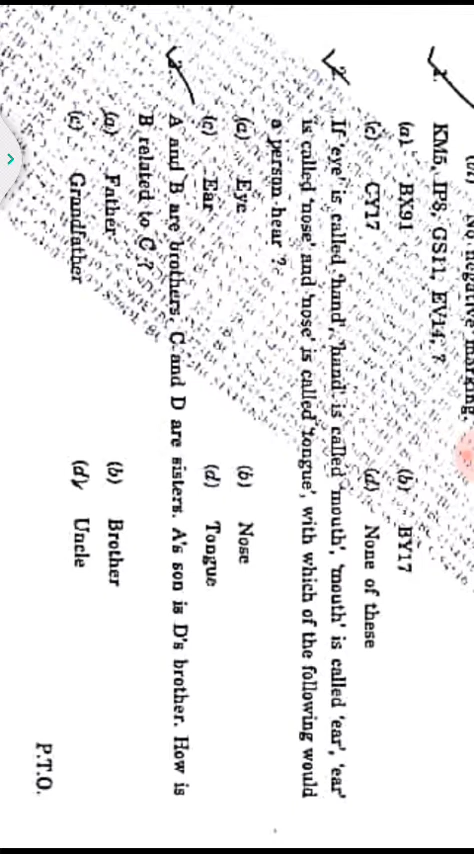 No negative marking.
1. KM5, IP8, GS11, EV14, ?
(a) BX91 (b) BY17
(c) CY17 (d) None of these
2. If 'eye' is called 'hand', 'hand' is called 'mouth', 'mouth' is called 'ear', 'ear'
is called 'nose' and 'nose' is called 'tongue', with which of the following would
a person hear ?
(a) Eye (b) Nose
(c) Ear (d) Tongue
3. A and B are brothers. C and D are sisters. A's son is D's brother. How is
B related to C ?
(a) Father (b) Brother
(c) Grandfather (d) Uncle
P.T.O.